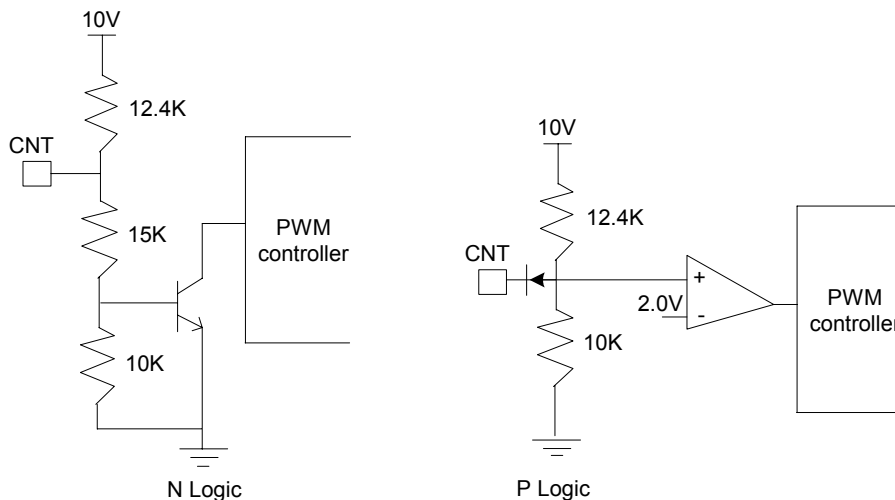 10V
12.4K
CNT
15K
10K
PWM
controller
N Logic
10V
12.4K
CNT
+
2.0V
-
10K
PWM
controller
P Logic